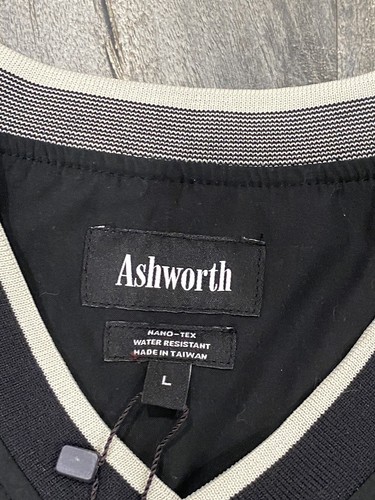 Ashworth
NANO-TEX
WATER RESISTANT
MADE IN TAIWAN
L